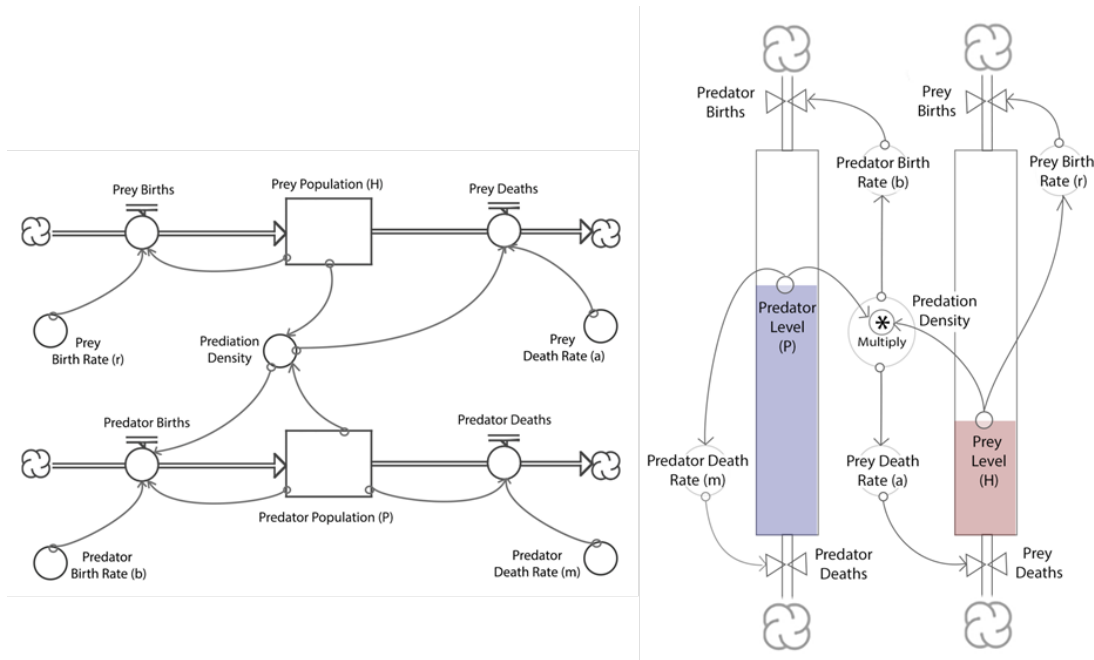 Prey Births
Prey Population (H)
Prey Deaths
Prey
Birth Rate (r)
Prediation
Density
Prey
Death Rate (a)
Predator Births
Predator Deaths
Predator Population (P)
Predator
Birth Rate (b)
Predator
Death Rate (m)
Predator
Births
Prey
Births
Predator Birth
Rate (b)
Prey Birth
Rate (r)
Predator
Level
(P)
Predation
Density
*
Multiply
Prey
Level
(H)
Predator Death
Rate (m)
Prey Death
Rate (a)
Predator
Deaths
Prey
Deaths